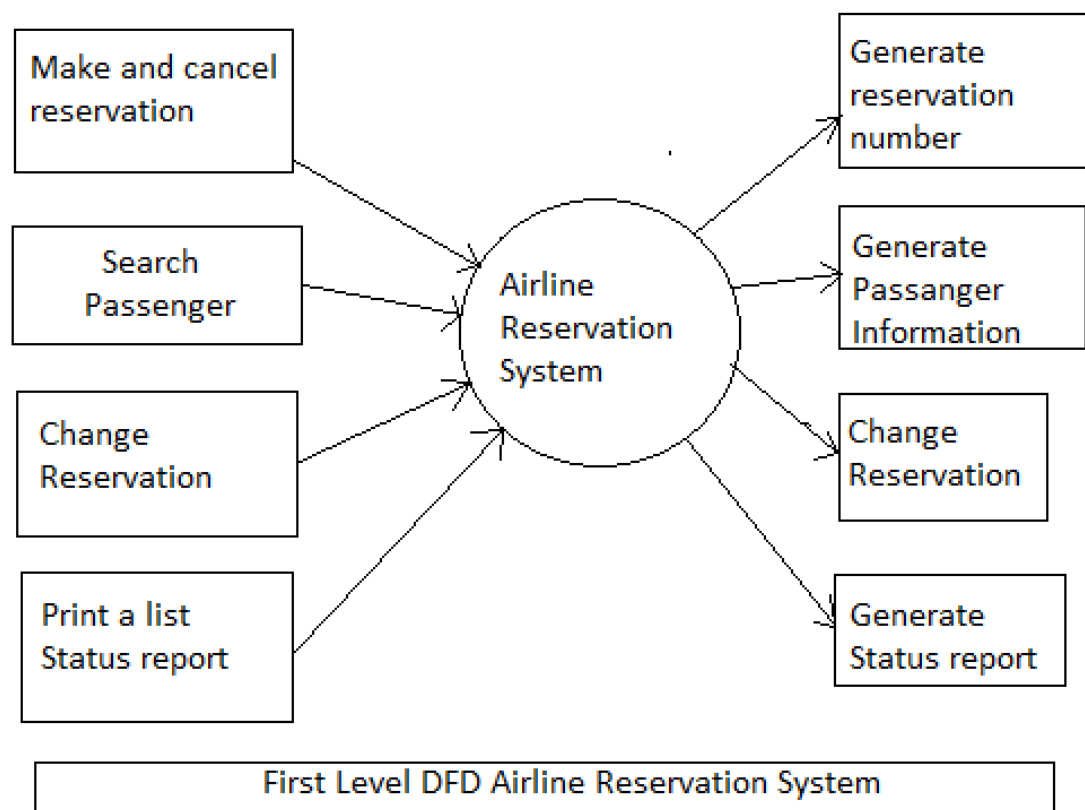 Make and cancel
reservation
Search
Passenger
Change
Reservation
Print a list
Status report
Airline
Reservation
System
Generate
reservation
number
Generate
Passanger
Information
Change
Reservation
Generate
Status report
First Level DFD Airline Reservation System